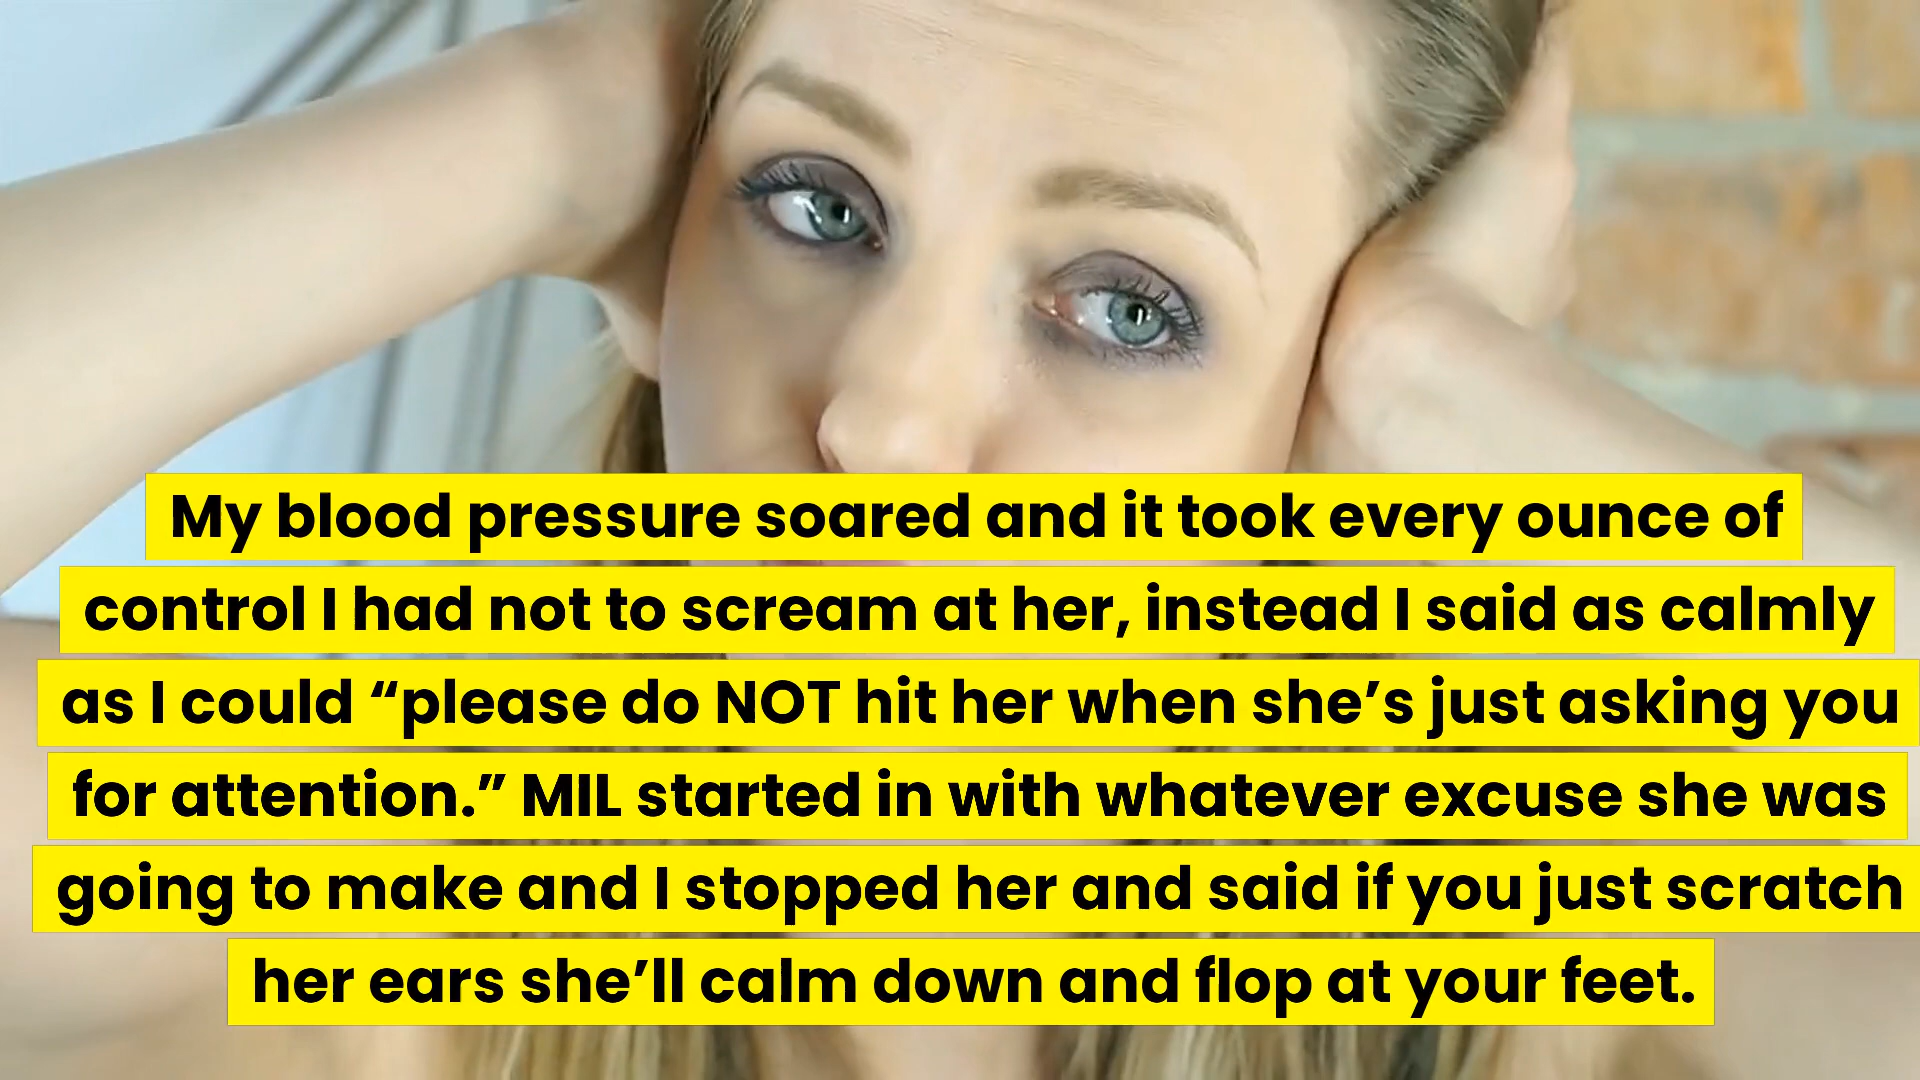 My blood pressure soared and it took every ounce of
control I had not to scream at her, instead I said as calmly
as I could “please do NOT hit her when she’s just asking you
for attention.” MIL started in with whatever excuse she was
going to make and I stopped her and said if you just scratch
her ears she’ll calm down and flop at your feet.